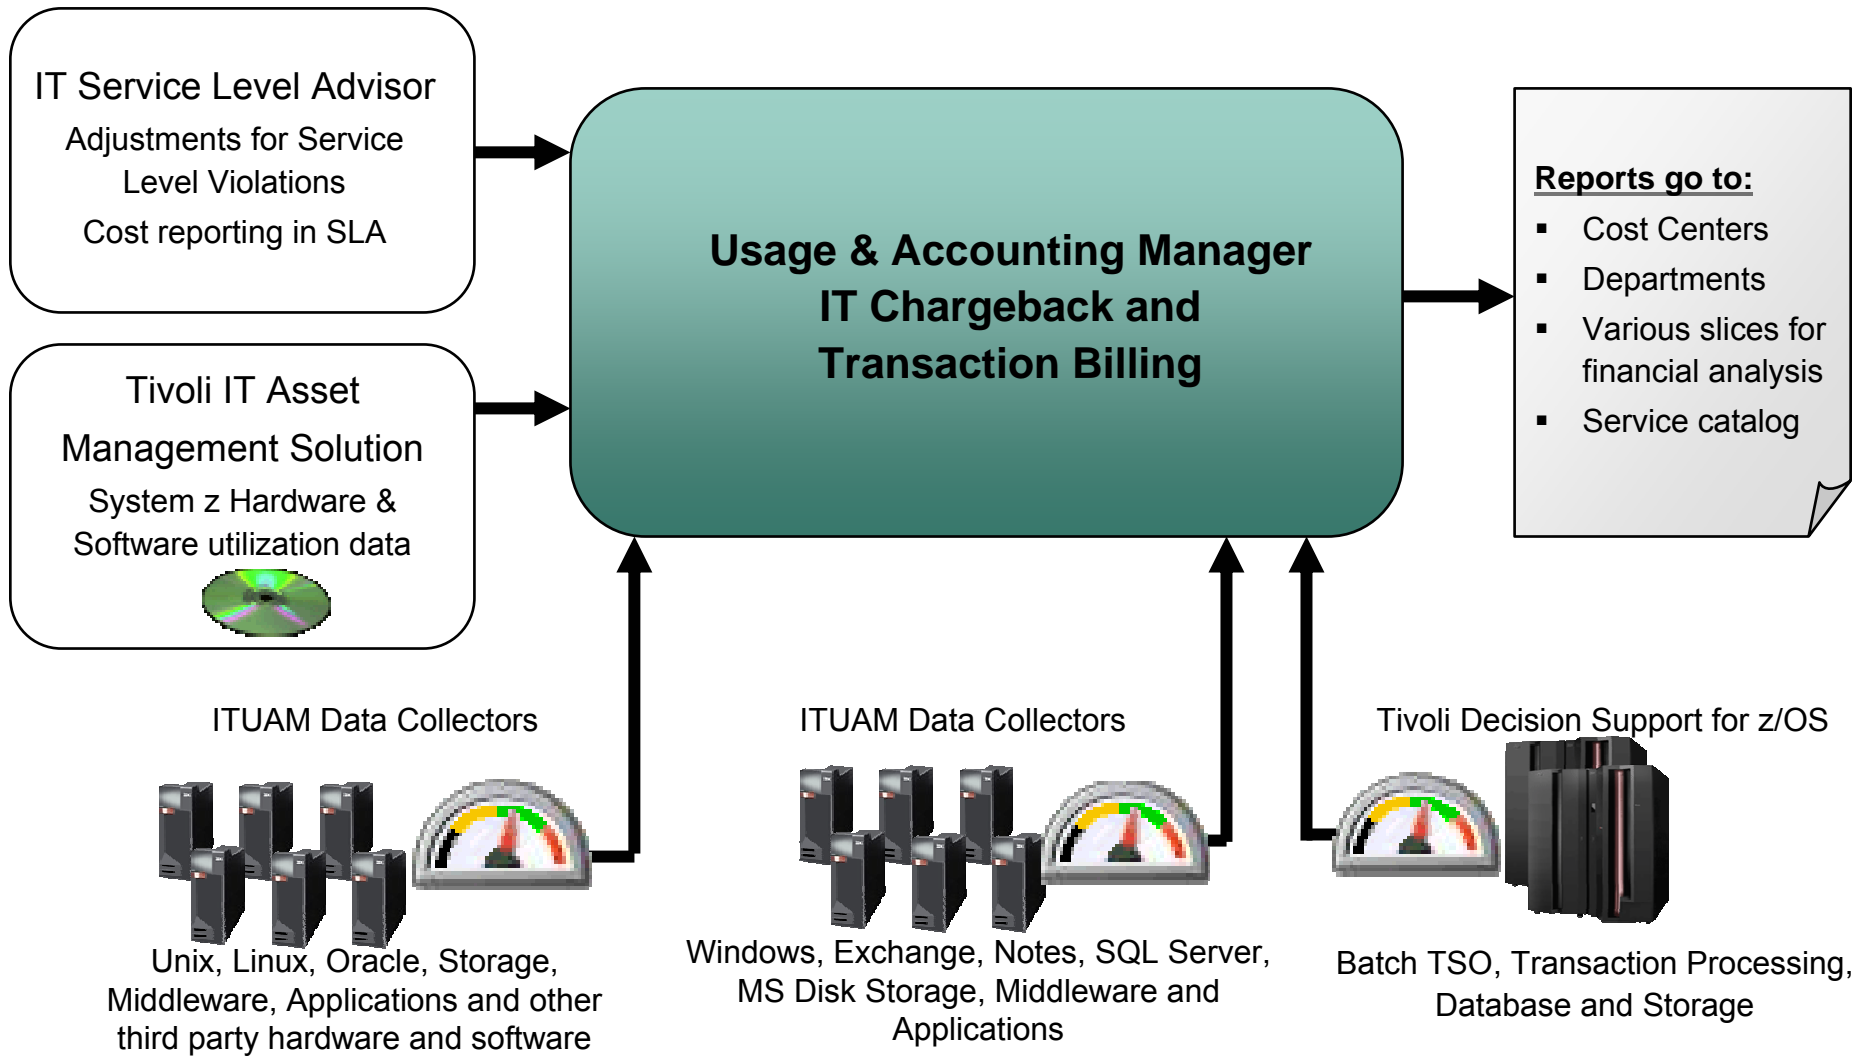 IT Service Level Advisor
Adjustments for Service
Level Violations
Cost reporting in SLA
Tivoli IT Asset
Management Solution
System z Hardware &
Software utilization data
Usage & Accounting Manager
IT Chargeback and
Transaction Billing
Reports go to:
▪ Cost Centers
▪ Departments
▪ Various slices for
financial analysis
▪ Service catalog
ITUAM Data Collectors
Unix, Linux, Oracle, Storage,
Middleware, Applications and other
third party hardware and software
ITUAM Data Collectors
Windows, Exchange, Notes, SQL Server,
MS Disk Storage, Middleware and
Applications
Tivoli Decision Support for z/OS
Batch TSO, Transaction Processing,
Database and Storage